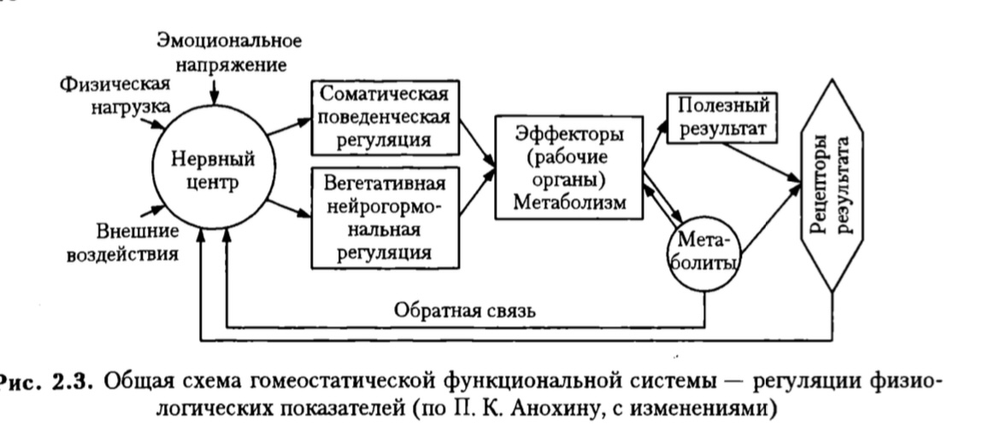 Эмоциональное
напряжение
Физическая
нагрузка
Нервный
центр
Внешние
воздействия
Соматическая
поведенческая
регуляция
Вегетативная
нейрогормо-
нальная
регуляция
Эффекторы
(рабочие
органы)
Метаболизм
Полезный
результат
Мета-
болиты
Рецепторы
результата
Обратная связь
Рис. 2.3. Общая схема гомеостатической функциональной системы — регуляции физио-
логических показателей (по П. К. Анохину, с изменениями)